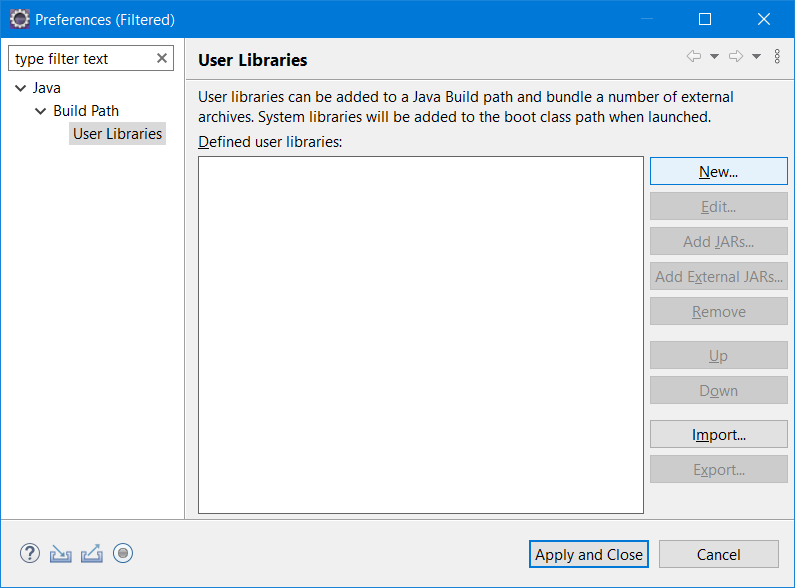 Preferences (Filtered)
type filter text
Java
Build Path
User Libraries
User Libraries
User libraries can be added to a Java Build path and bundle a number of external
archives. System libraries will be added to the boot class path when launched.
Defined user libraries:
New...
Edit...
Add JARs...
Add External JARs...
Remove
Up
Down
Import...
Export...
Apply and Close
Cancel